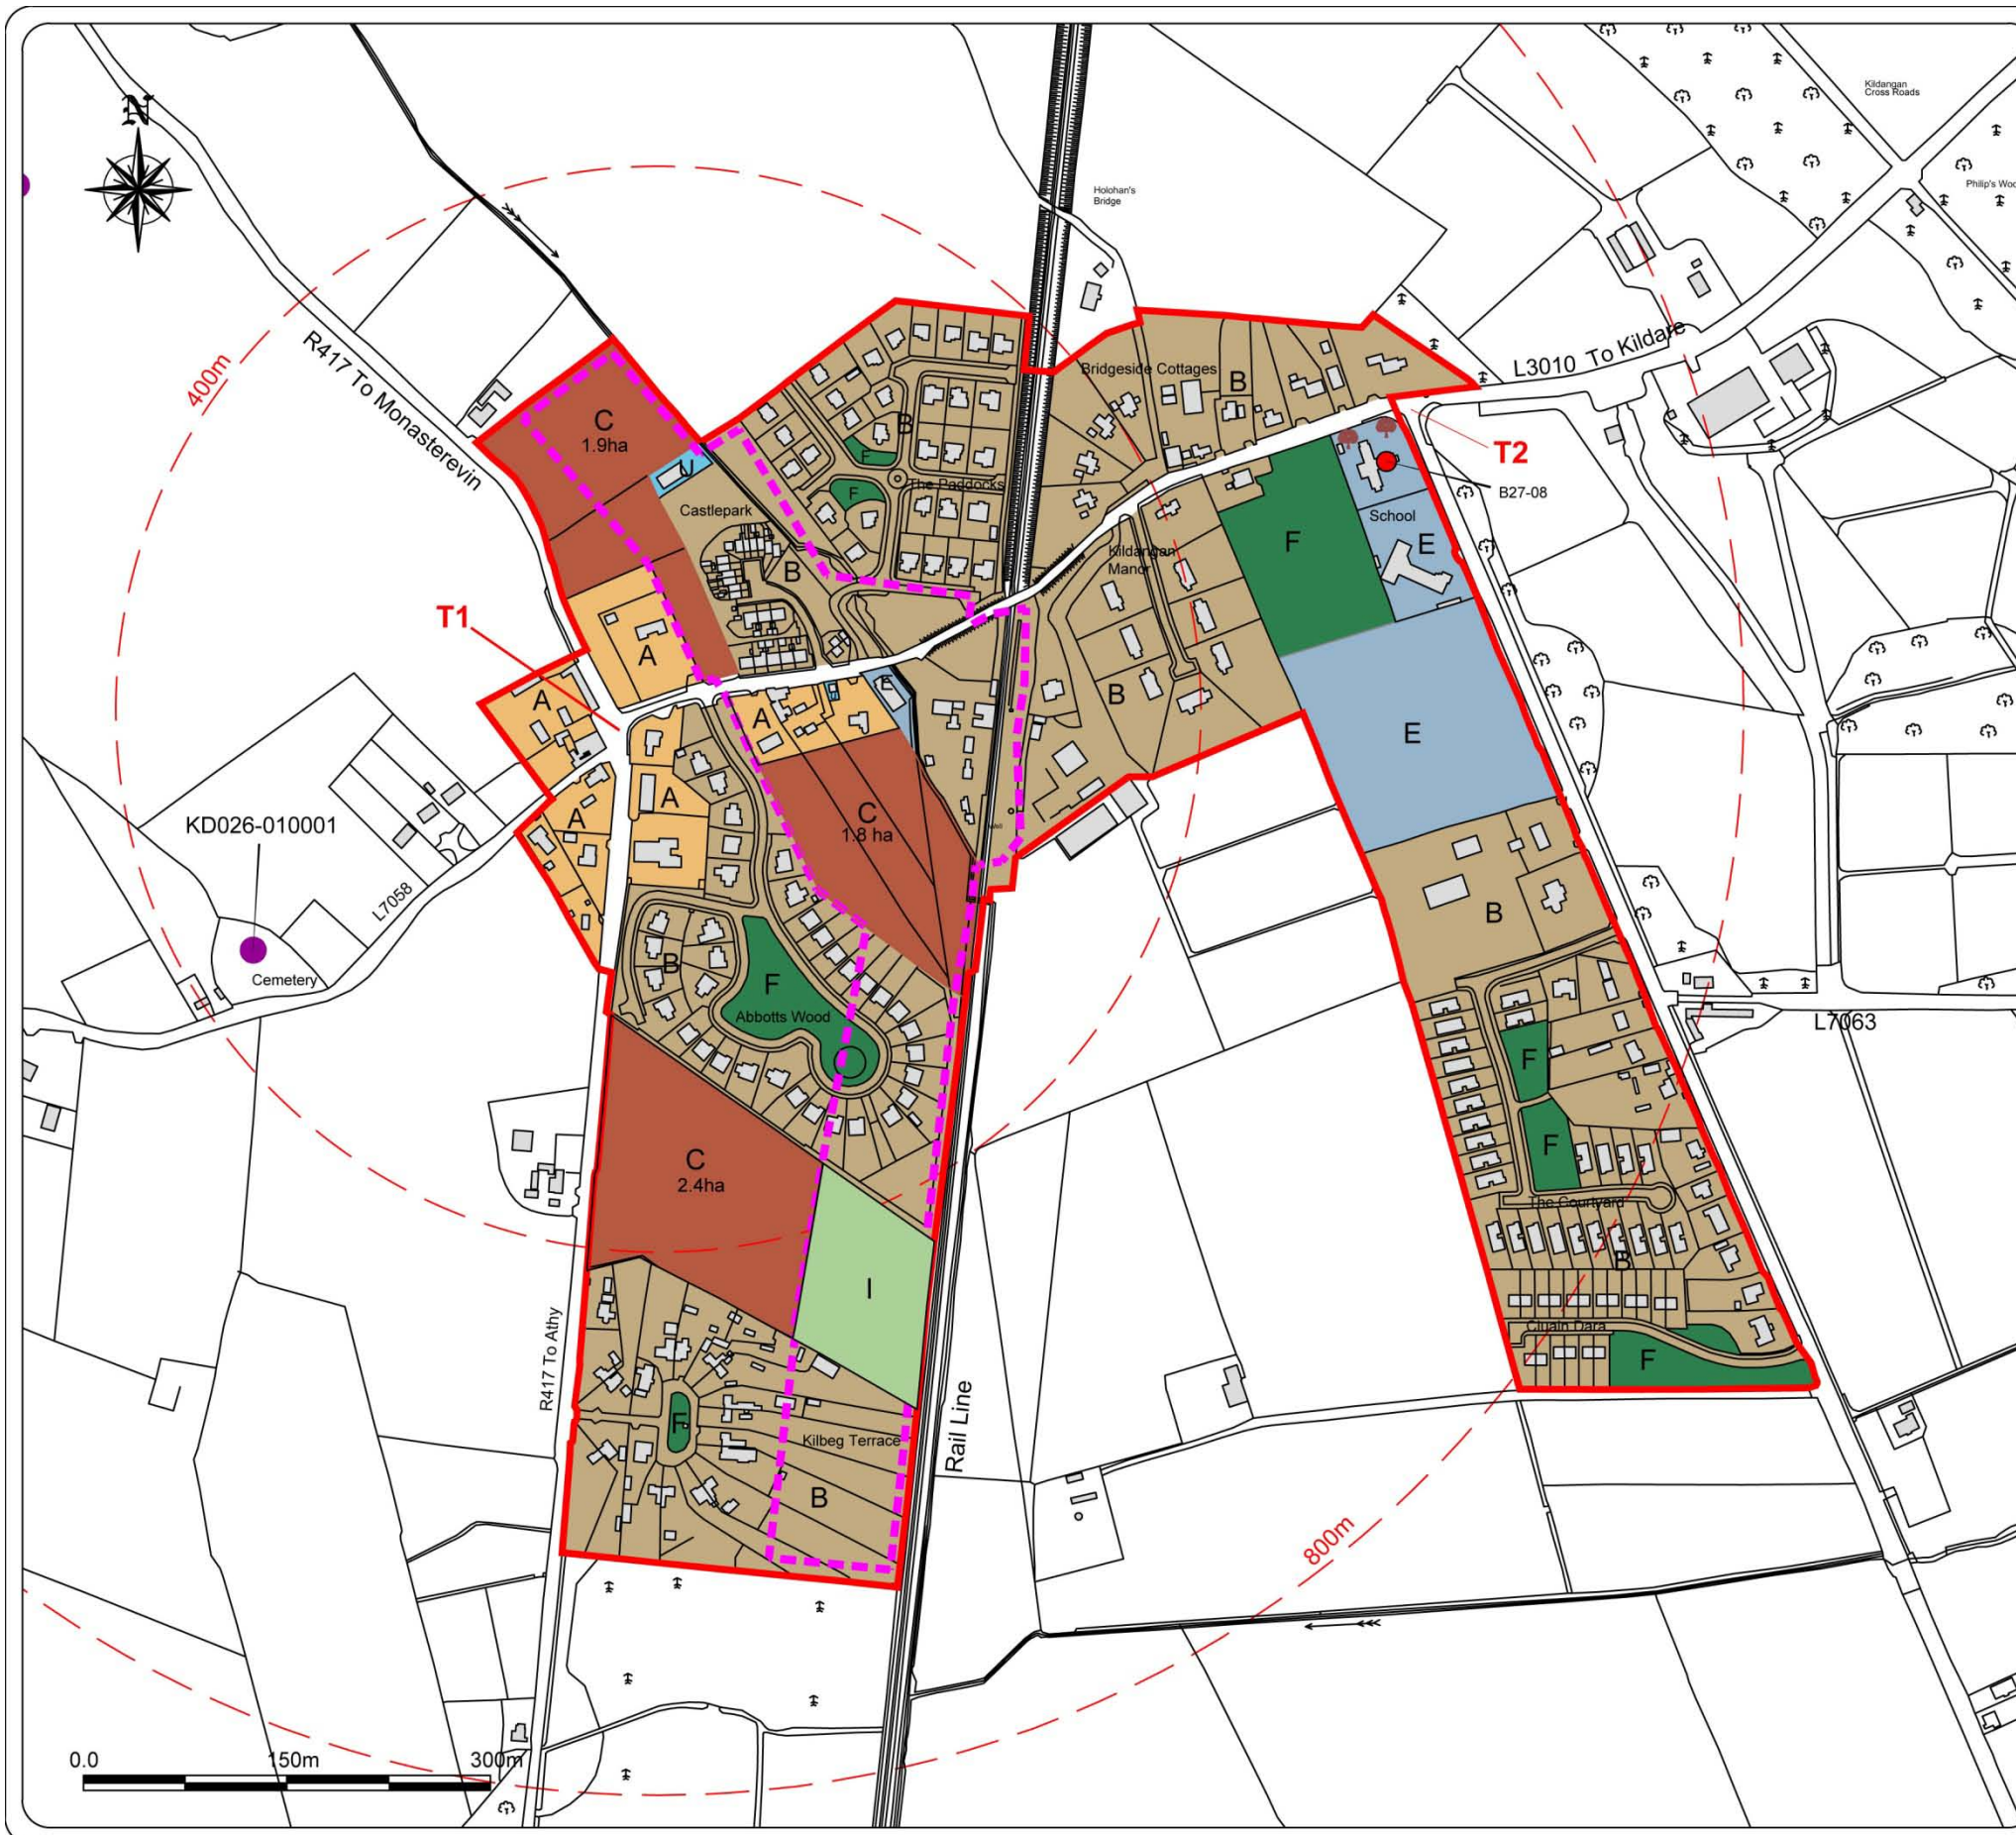 N
Kildangan
Cross Roads
Philip's Woo
Holohan's
Bridge
400m
R417 To Monasterevin
L3010 To Kildare
Bridgeside Cottages
B
C
1.9ha
B
F
T2
U
The Paddocks
F
B27-08
Castlepark
School
F
E
Kildangan
Manor
B
T1
A
E
A
A
B
E
A
C
1.8 ha
A
KD026-010001
L7058
B
B
Cemetery
F
Abbotts Wood
L7063
F
F
C
2.4ha
The Courtyard
B
I
Cluain Dara
F
R417 To Athy
F
Rail Line
Kilbeg Terrace
B
800m
0.0 150m 300m